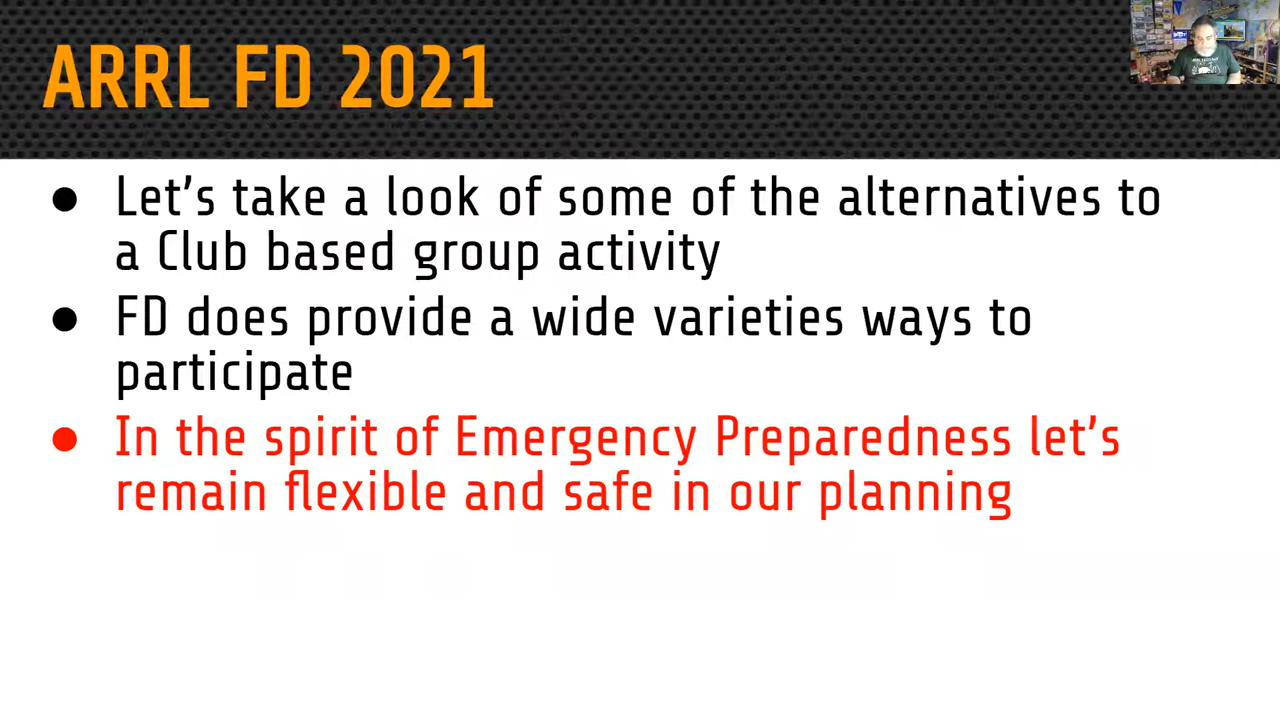 ARRL FD 2021
● Let's take a look of some of the alternatives to
a Club based group activity
● FD does provide a wide varieties ways to
participate
● In the spirit of Emergency Preparedness let's
remain flexible and safe in our planning